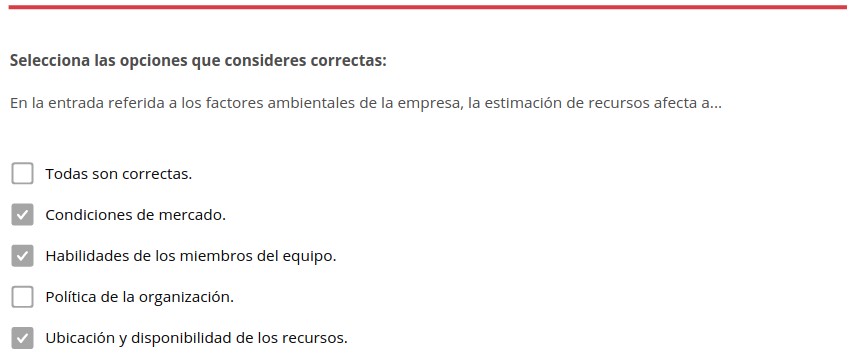 Selecciona las opciones que consideres correctas:
En la entrada referida a los factores ambientales de la empresa, la estimación de recursos afecta a...
Todas son correctas.
Condiciones de mercado.
Habilidades de los miembros del equipo.
Política de la organización.
Ubicación y disponibilidad de los recursos.